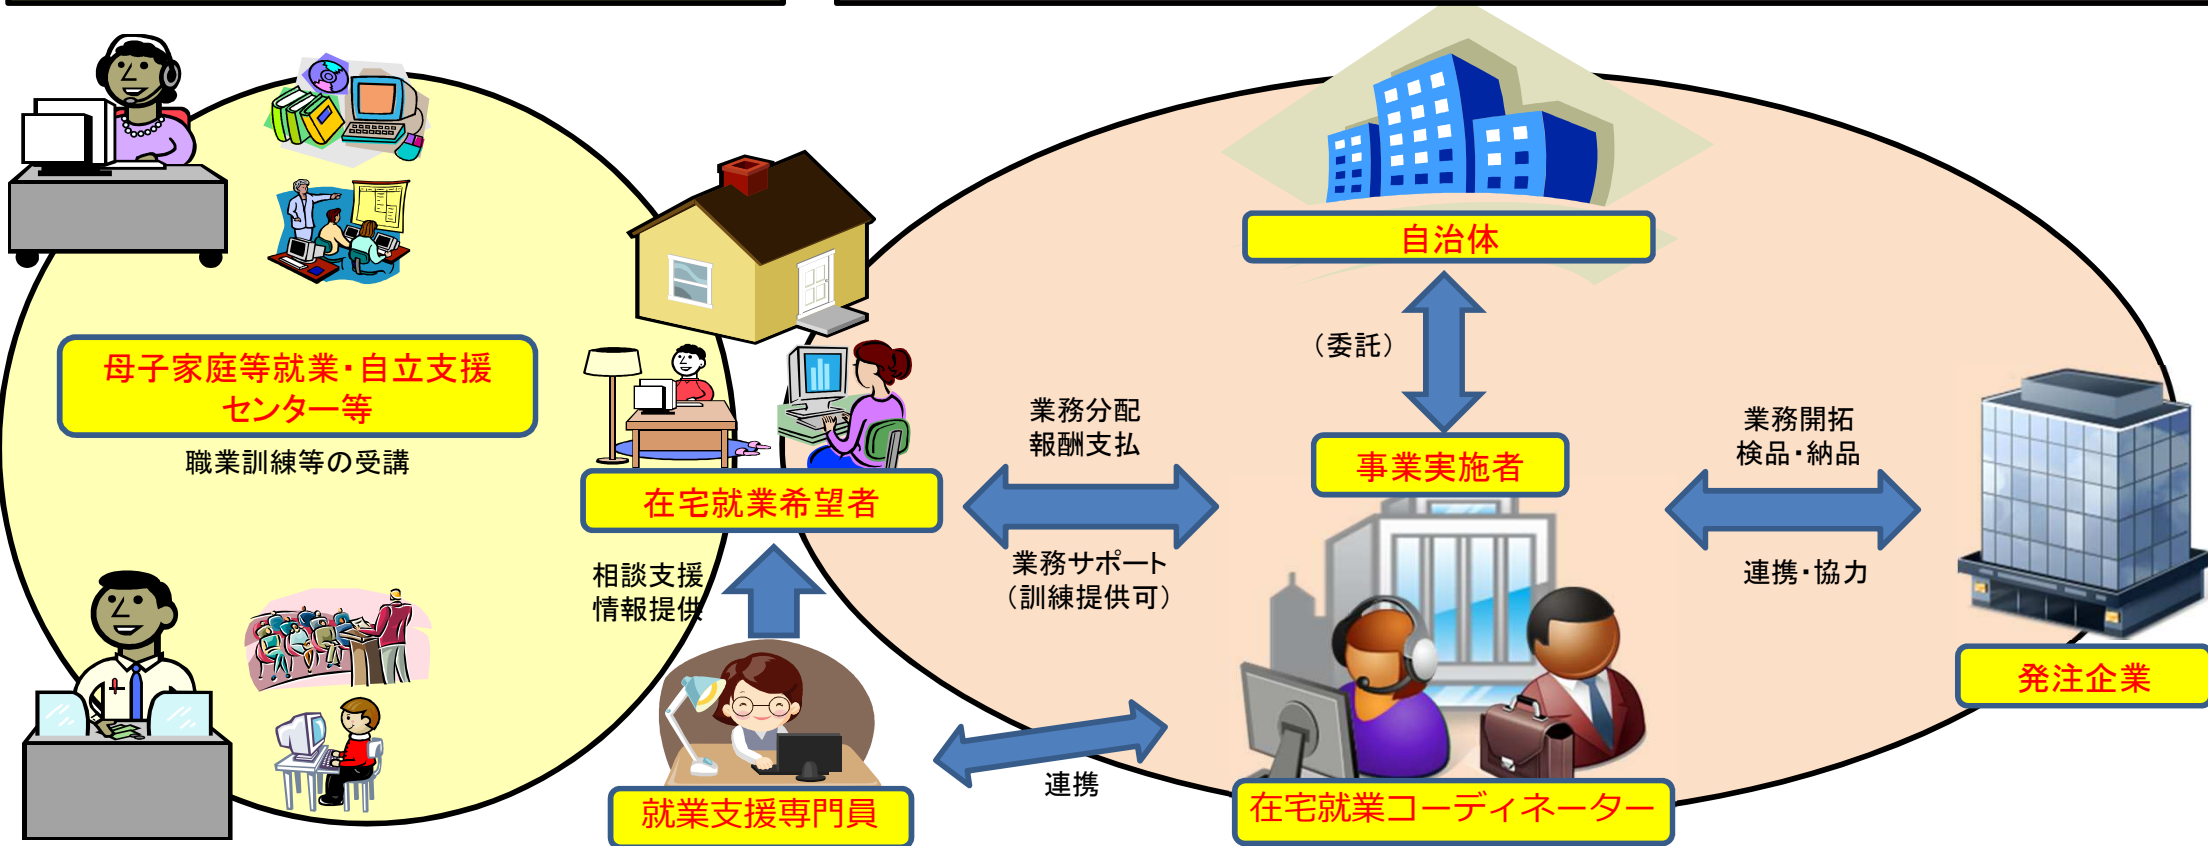 自治体
（委託）
母子家庭等就業・自立支援
センター等
職業訓練等の受講
業務分配
報酬支払
業務開拓
検品・納品
事業実施者
在宅就業希望者
相談支援
情報提供
業務サポート
（訓練提供可）
連携・協力
発注企業
連携
就業支援専門員
在宅就業コーディネーター